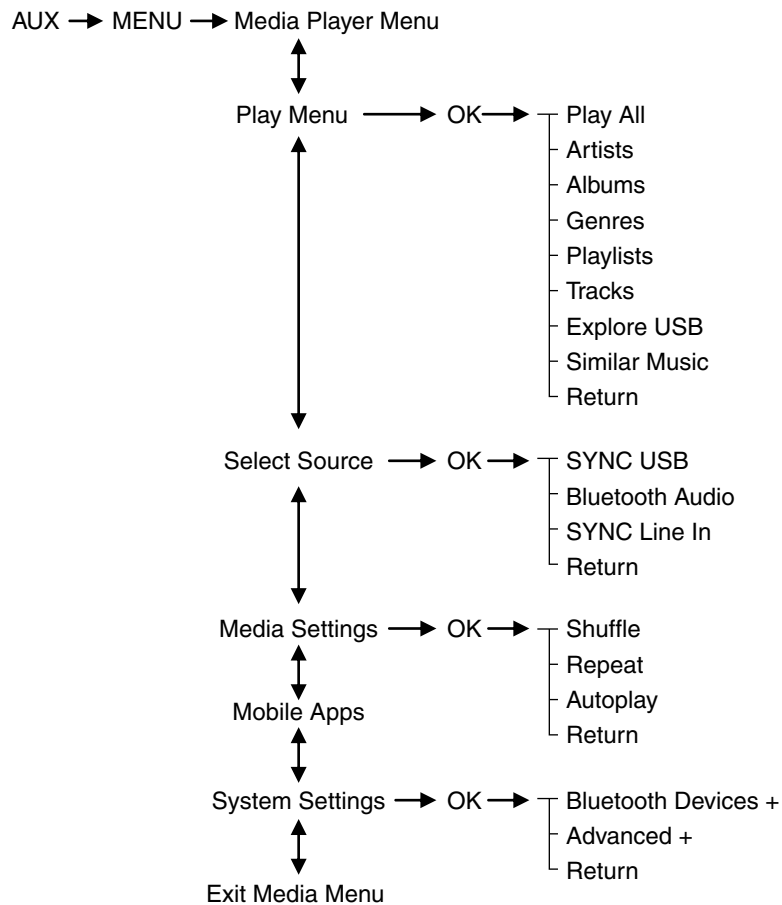 AUX MENU Media Player Menu
Play Menu OK Play All
Artists
Albums
Genres
Playlists
Tracks
Explore USB
Similar Music
Return
Select Source OK SYNC USB
Bluetooth Audio
SYNC Line In
Return
Media Settings OK Shuffle
Repeat
Autoplay
Mobile Apps
Return
System Settings OK Bluetooth Devices +
Advanced +
Return
Exit Media Menu